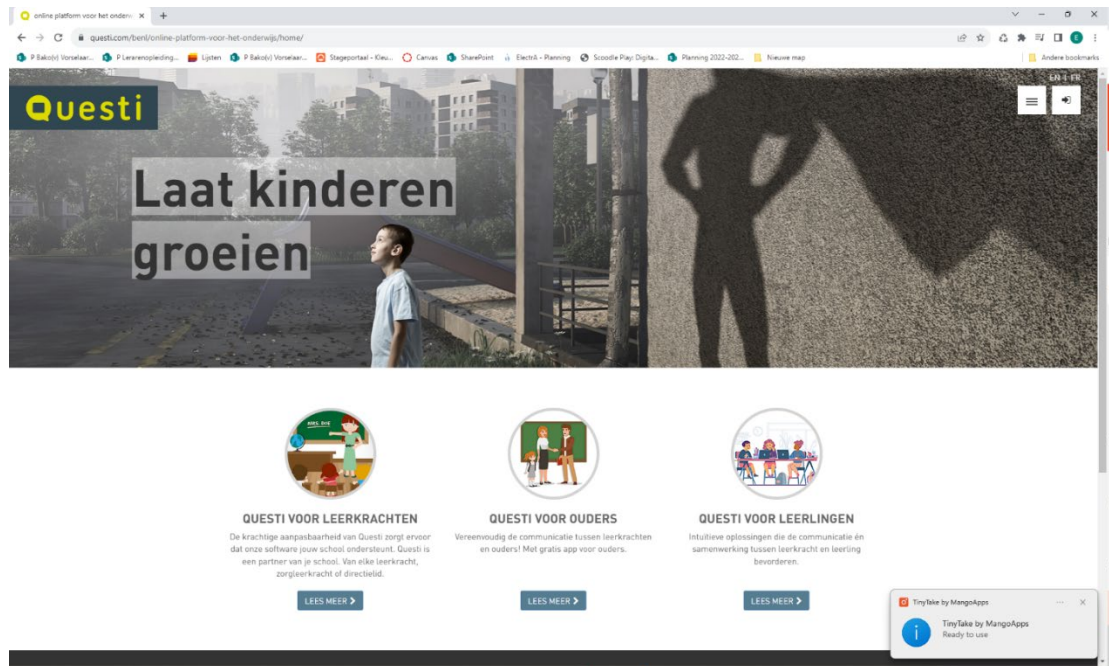 online platform voor het onderwi
questi.com/benl/online-platform-voor-het-onderwijs/home/
P Bako(v) Vorselaar...
P Lerarenopleiding...
Lijsten
P Bako(v) Vorselaar...
Stageportaal - Kleu...
Canvas
SharePoint
ElectrA - Planning
Scoodle Play: Digita...
Planning 2022-202...
Nieuwe map
Andere bookmarks
EN | FR
Questi
Laat kinderen
groeien
MRS. DOE
QUESTI VOOR LEERKRACHTEN
De krachtige aanpasbaarheid van Questi zorgt ervoor
dat onze software jouw school ondersteunt. Questi is
een partner van je school. Van elke leerkracht,
zorgleerkracht of directielid.
LEES MEER
QUESTI VOOR OUDERS
Vereenvoudig de communicatie tussen leerkrachten
en ouders! Met gratis app voor ouders.
LEES MEER
QUESTI VOOR LEERLINGEN
Intuïtieve oplossingen die de communicatie én
samenwerking tussen leerkracht en leerling
bevorderen.
LEES MEER
TinyTake by MangoApps
TinyTake by MangoApps
Ready to use